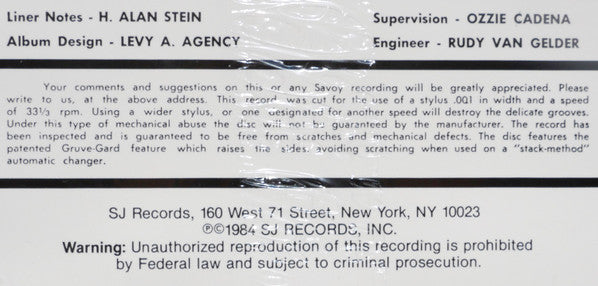 Liner Notes - H. ALAN STEIN
Supervision - OZZIE CADENA
Album Design - LEVY A. AGENCY
Engineer - RUDY VAN GELDER
Your comments and suggestions on this or any Savoy recording will be greatly appreciated. Please
write to us, at the above address. This record was cut for the use of a stylus .001 in width and a speed
of 33⅓ rpm. Using a wider stylus, or one designated for another speed will destroy the delicate grooves.
Under this type of mechanical abuse the disc will not be guaranteed by the manufacturer. The record has
been inspected and is guaranteed to be free from scratches and mechanical defects. The disc features the
patented Gruve-Gard feature which raises the sides, avoiding scratching when used on a "stack-method"
automatic changer.
SJ Records, 160 West 71 Street, New York, NY 10023
℗©1984 SJ RECORDS, INC.
Warning: Unauthorized reproduction of this recording is prohibited
by Federal law and subject to criminal prosecution.